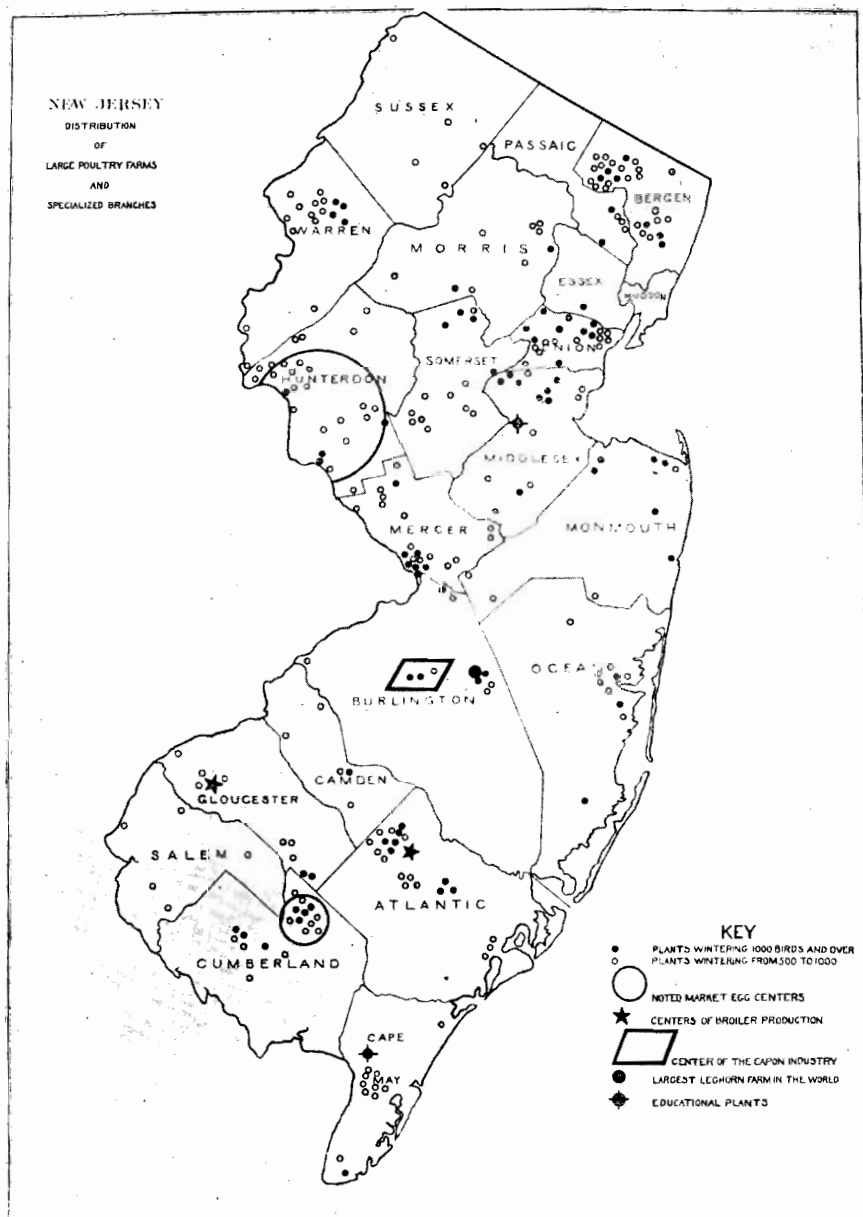 NEW JERSEY
DISTRIBUTION
OF
LARGE POULTRY FARMS
AND
SPECIALIZED BRANCHES
SUSSEX
PASSAIC
BERGEN
WARREN
MORRIS
ESSEX
HUDSON
UNION
SOMERSET
HUNTERDON
MIDDLESEX
MERCER
MONMOUTH
OCEAN
BURLINGTON
CAMDEN
GLOUCESTER
SALEM
ATLANTIC
CUMBERLAND
CAPE
MAY
KEY
PLANTS WINTERING 1000 BIRDS AND OVER
PLANTS WINTERING FROM 500 TO 1000
NOTED MARKET EGG CENTERS
CENTERS OF BROILER PRODUCTION
CENTER OF THE CAPON INDUSTRY
LARGEST LEGHORN FARM IN THE WORLD
EDUCATIONAL PLANTS